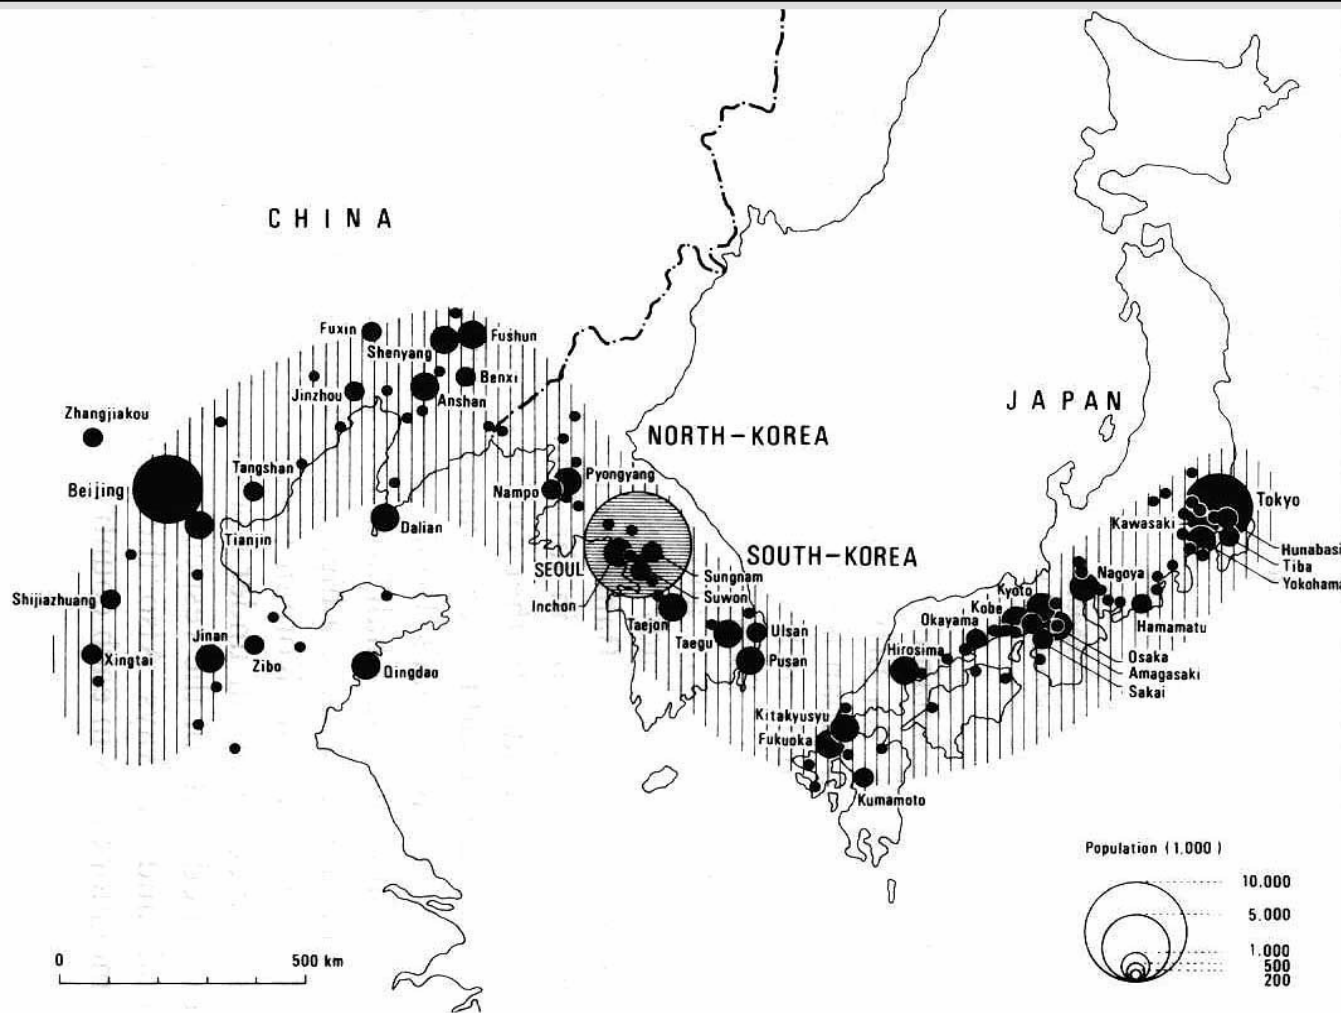 CHINA
Fuxin
Fushun
Shenyang
Benxi
Jinzhou
Anshan
Zhangjiakou
Tangshan
Beijing
Tianjin
Dalian
Shijiazhuang
Jinan
Xingtai
Zibo
Qingdao
NORTH-KOREA
Pyongyang
Nampo
SEOUL
SOUTH-KOREA
Sungnam
Suwon
Inchon
Taejon
Taegu
Ulsan
Pusan
JAPAN
Tokyo
Kawasaki
Hunabasi
Tiba
Yokohama
Nagoya
Kyoto
Kobe
Okayama
Hamamatu
Hirosima
Osaka
Amagasaki
Sakai
Kitakyusyu
Fukuoka
Kumamoto
Population (1.000)
10.000
5.000
1.000
500
200
0 500 km